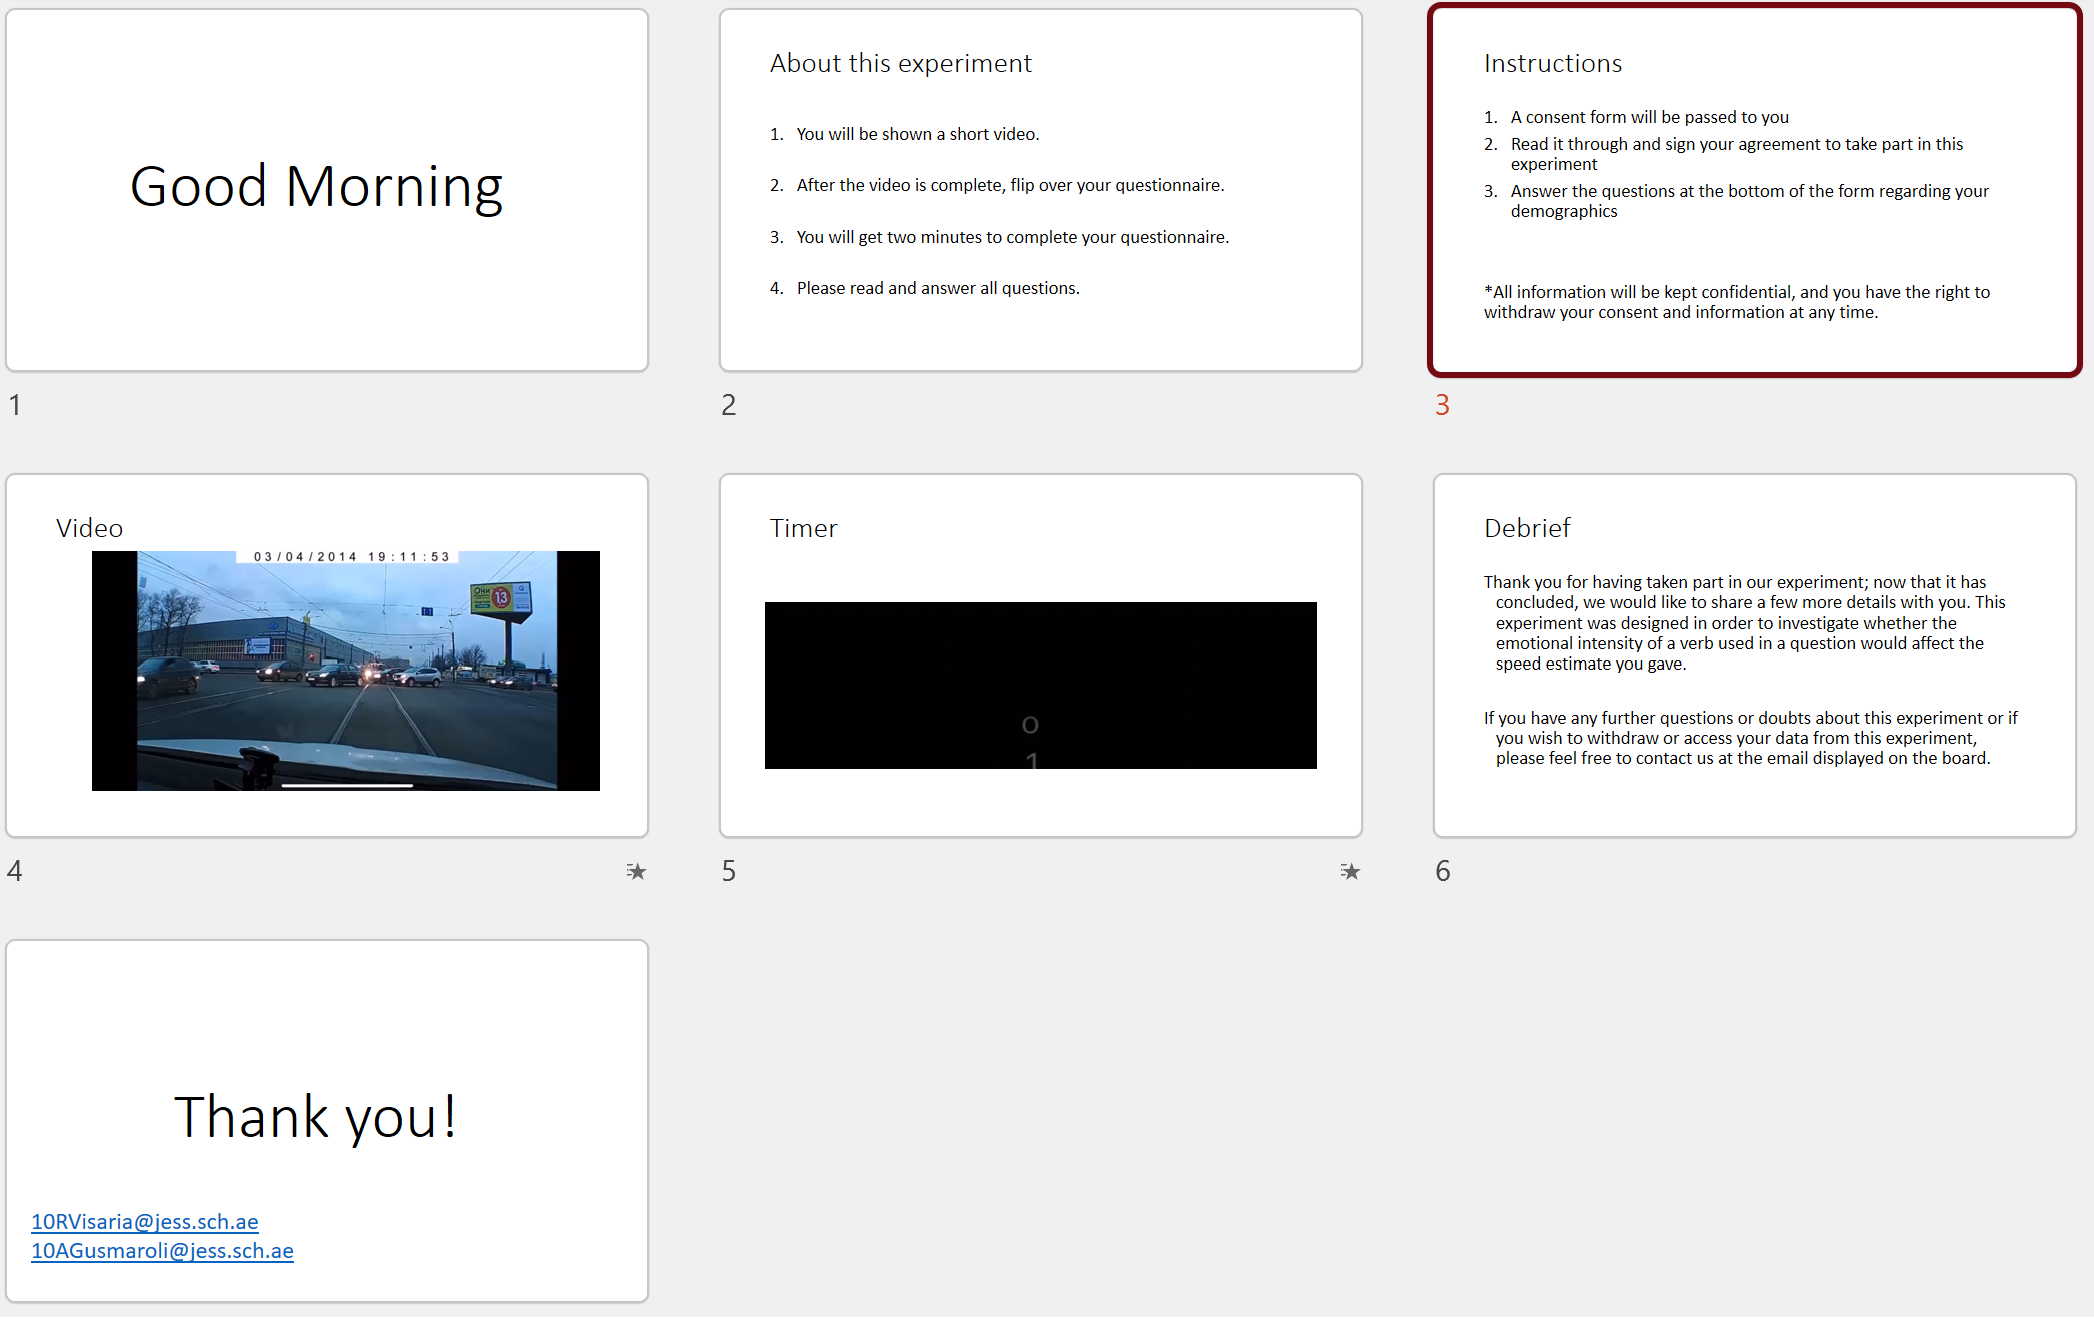 Good Morning
1
About this experiment
1. You will be shown a short video.
2. After the video is complete, flip over your questionnaire.
3. You will get two minutes to complete your questionnaire.
4. Please read and answer all questions.
2
Instructions
1. A consent form will be passed to you
2. Read it through and sign your agreement to take part in this
experiment
3. Answer the questions at the bottom of the form regarding your
demographics
*All information will be kept confidential, and you have the right to
withdraw your consent and information at any time.
3
Video
03/04/2014 19:11:53
13
4
Timer
0
1
5
Debrief
Thank you for having taken part in our experiment; now that it has
concluded, we would like to share a few more details with you. This
experiment was designed in order to investigate whether the
emotional intensity of a verb used in a question would affect the
speed estimate you gave.
If you have any further questions or doubts about this experiment or if
you wish to withdraw or access your data from this experiment,
please feel free to contact us at the email displayed on the board.
6
Thank you!
10RVisaria@jess.sch.ae
10AGusmaroli@jess.sch.ae